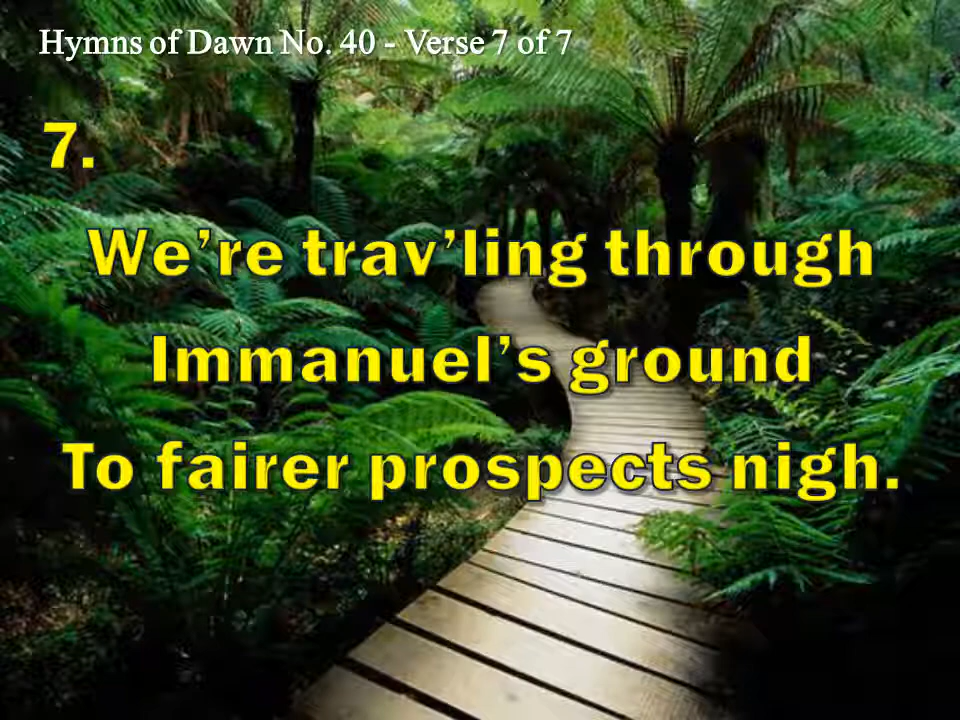 Hymns of Dawn No. 40 - Verse 7 of 7
7.
We’re trav’ling through
Immanuel’s ground
To fairer prospects nigh.